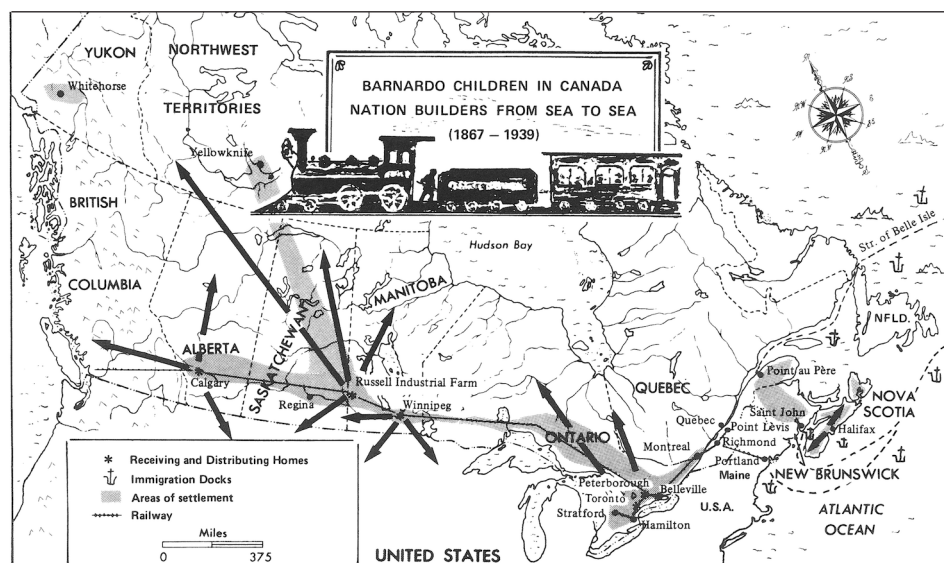 YUKON
Whitehorse
NORTHWEST
TERRITORIES
Yellowknife
BARNARDO CHILDREN IN CANADA
NATION BUILDERS FROM SEA TO SEA
(1867 – 1939)
BRITISH
COLUMBIA
Hudson Bay
Str. of Belle Isle
NFLD.
ALBERTA
Calgary
SASKATCHEWAN
Regina
MANITOBA
Russell Industrial Farm
Winnipeg
ONTARIO
QUEBEC
Point au Père
NOVA
SCOTIA
Quebec
Point Lèvis
Saint John
Halifax
Montreal
Richmond
Portland
Maine
NEW BRUNSWICK
Peterborough
Toronto
Belleville
Stratford
Hamilton
U.S.A.
ATLANTIC
OCEAN
UNITED STATES
Receiving and Distributing Homes
Immigration Docks
Areas of settlement
Railway
Miles
0 375